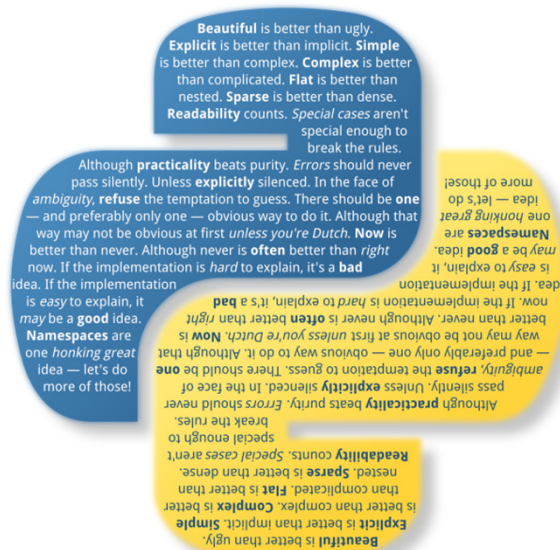 Beautiful is better than ugly.
Explicit is better than implicit. Simple
is better than complex. Complex is better
than complicated. Flat is better than
nested. Sparse is better than dense.
Readability counts. Special cases aren't
special enough to
break the rules.
Although practicality beats purity. Errors should never
pass silently. Unless explicitly silenced. In the face of
ambiguity, refuse the temptation to guess. There should be one
— and preferably only one — obvious way to do it. Although that
way may not be obvious at first unless you're Dutch. Now is
better than never. Although never is often better than right
now. If the implementation is hard to explain, it's a bad
idea. If the implementation
is easy to explain, it
may be a good idea.
Namespaces are
one honking great
idea — let's do
more of those!
Beautiful is better than ugly.
Explicit is better than implicit. Simple
is better than complex. Complex is better
than complicated. Flat is better than
nested. Sparse is better than dense.
Readability counts. Special cases aren't
special enough to
break the rules.
Although practicality beats purity. Errors should never
pass silently. Unless explicitly silenced. In the face of
ambiguity, refuse the temptation to guess. There should be one
— and preferably only one — obvious way to do it. Although that
way may not be obvious at first unless you're Dutch. Now is
better than never. Although never is often better than right
now. If the implementation is hard to explain, it's a bad
dea. If the implementation
is easy to explain, it
may be a good idea.
Namespaces are
one honking great
idea — let's do
more of those!